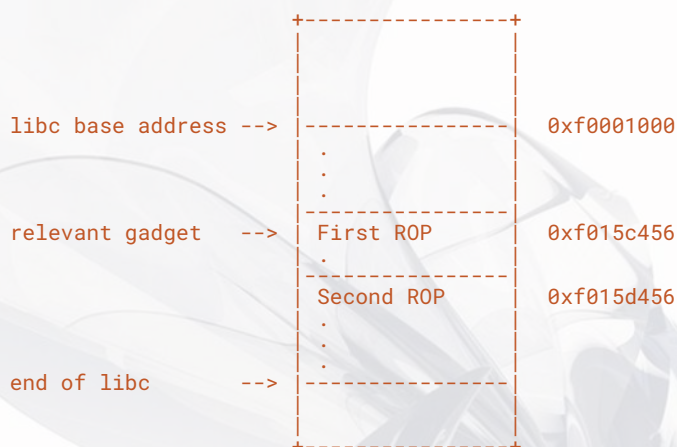 +----------------+
libc base address --> |----------------| 0xf0001000
.
.
.
|----------------|
relevant gadget --> | First ROP | 0xf015c456
.
|----------------|
| Second ROP | 0xf015d456
.
.
.
end of libc --> |----------------|
+----------------+